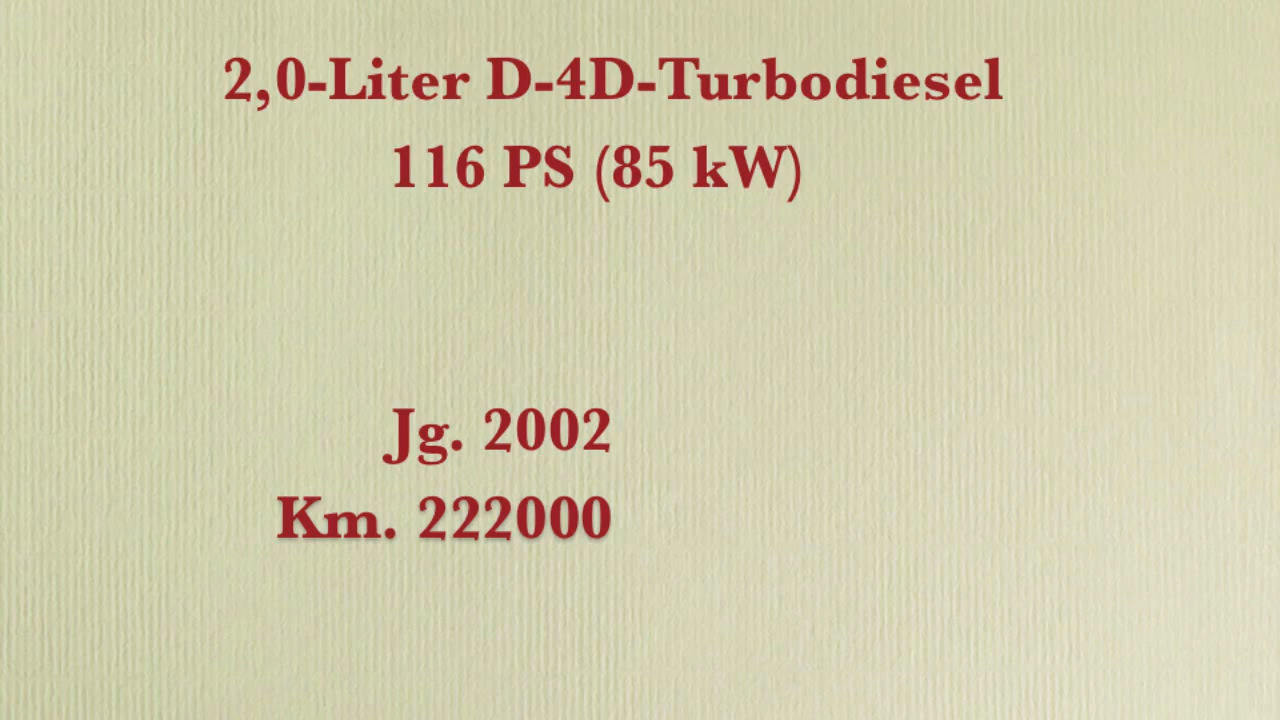 2,0-Liter D-4D-Turbodiesel
116 PS (85 kW)
Jg. 2002
Km. 222000